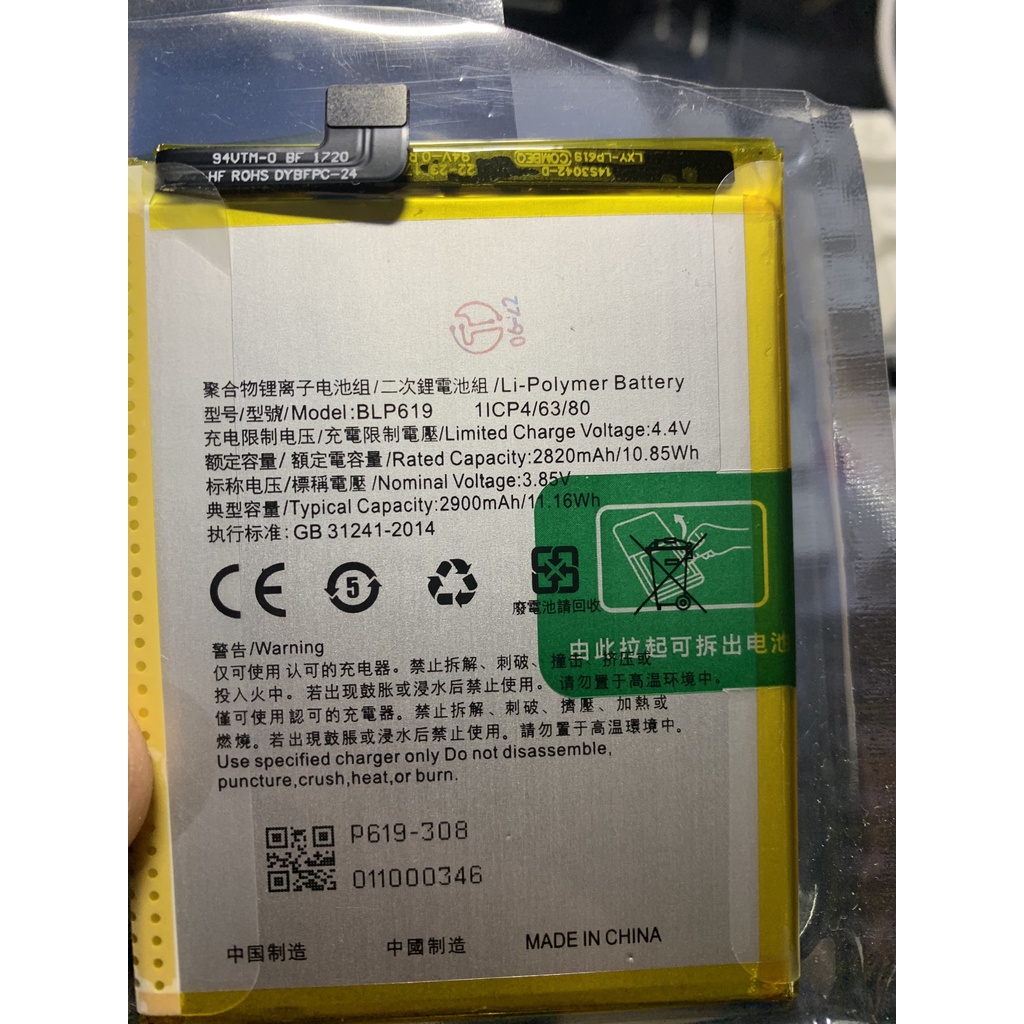 94VTM-0 BF 1720
HF ROHS DYBFPC-24
LXY-LP619 COMBEQ
14S3042-D
94V-0
06-22
聚合物锂离子电池组/二次鋰電池組/Li-Polymer Battery
型号/型號/Model:BLP619 1ICP4/63/80
充电限制电压/充電限制電壓/Limited Charge Voltage:4.4V
额定容量/額定電容量/Rated Capacity:2820mAh/10.85Wh
标称电压/標稱電壓/Nominal Voltage:3.85V
典型容量/Typical Capacity:2900mAh/11.16Wh
执行标准:GB 31241-2014
CE
5
廢電池請回收
由此拉起可拆出电池
警告/Warning
仅可使用认可的充电器。禁止拆解、刺破、撞击、挤压或
投入火中。若出现鼓胀或浸水后禁止使用。请勿置于高温环境中。
僅可使用認可的充電器。禁止拆解、刺破、擠壓、加熱或
燃燒。若出現鼓脹或浸水后禁止使用。請勿置于高温環境中。
Use specified charger only Do not disassemble,
puncture,crush,heat,or burn.
P619-308
011000346
中国制造 中國制造 MADE IN CHINA